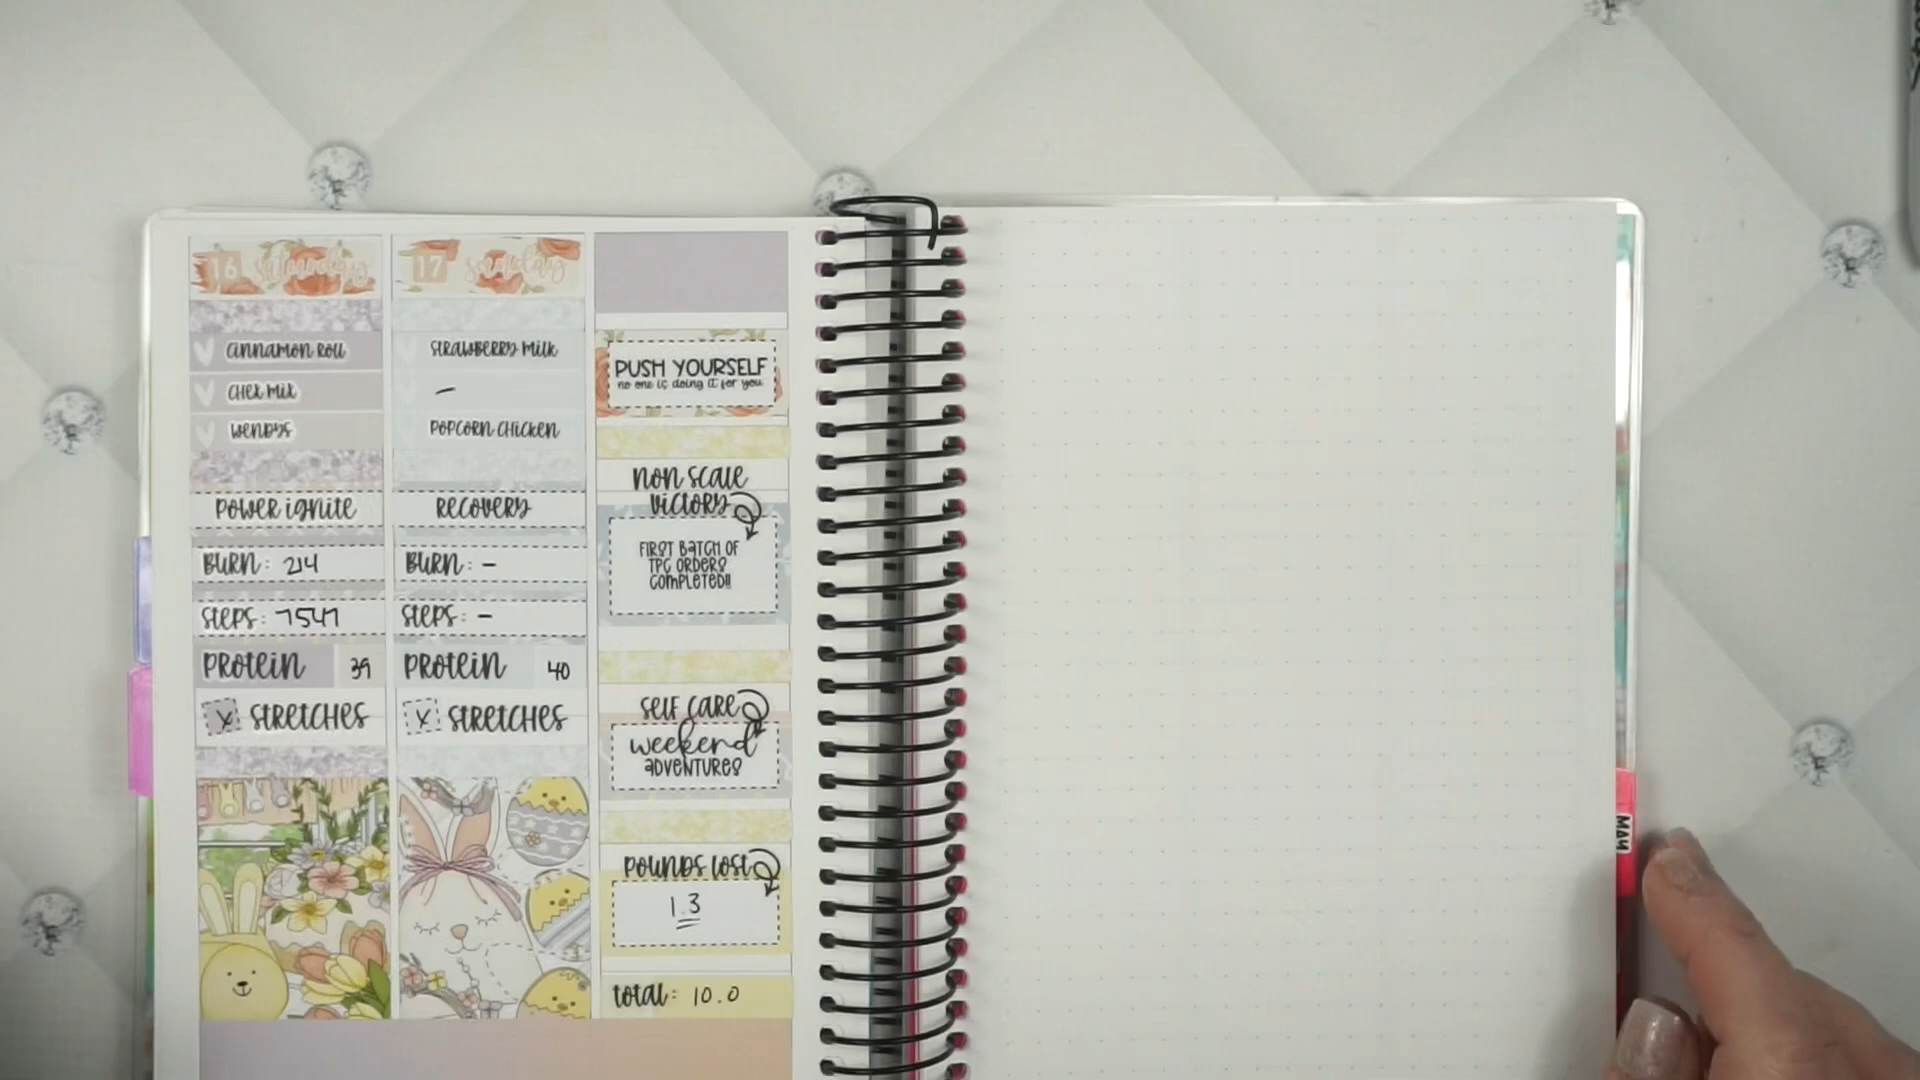 16 saturday
cinnamon roll
chex mix
wendys
power ignite
BURN: 214
steps: 7547
PROTEIN 39
x STRETCHES
17 sunday
strawberry milk
-
popcorn chicken
RECOVERY
BURN: -
steps: -
PROTEIN 40
x STRETCHES
PUSH YOURSELF
no one is doing it for you
non scale
victory
FIRST BATCH OF
TPC ORDERS
COMPLETED!!
self care
weekend
adventures
pounds lost
1.3
total: 10.0
MAY